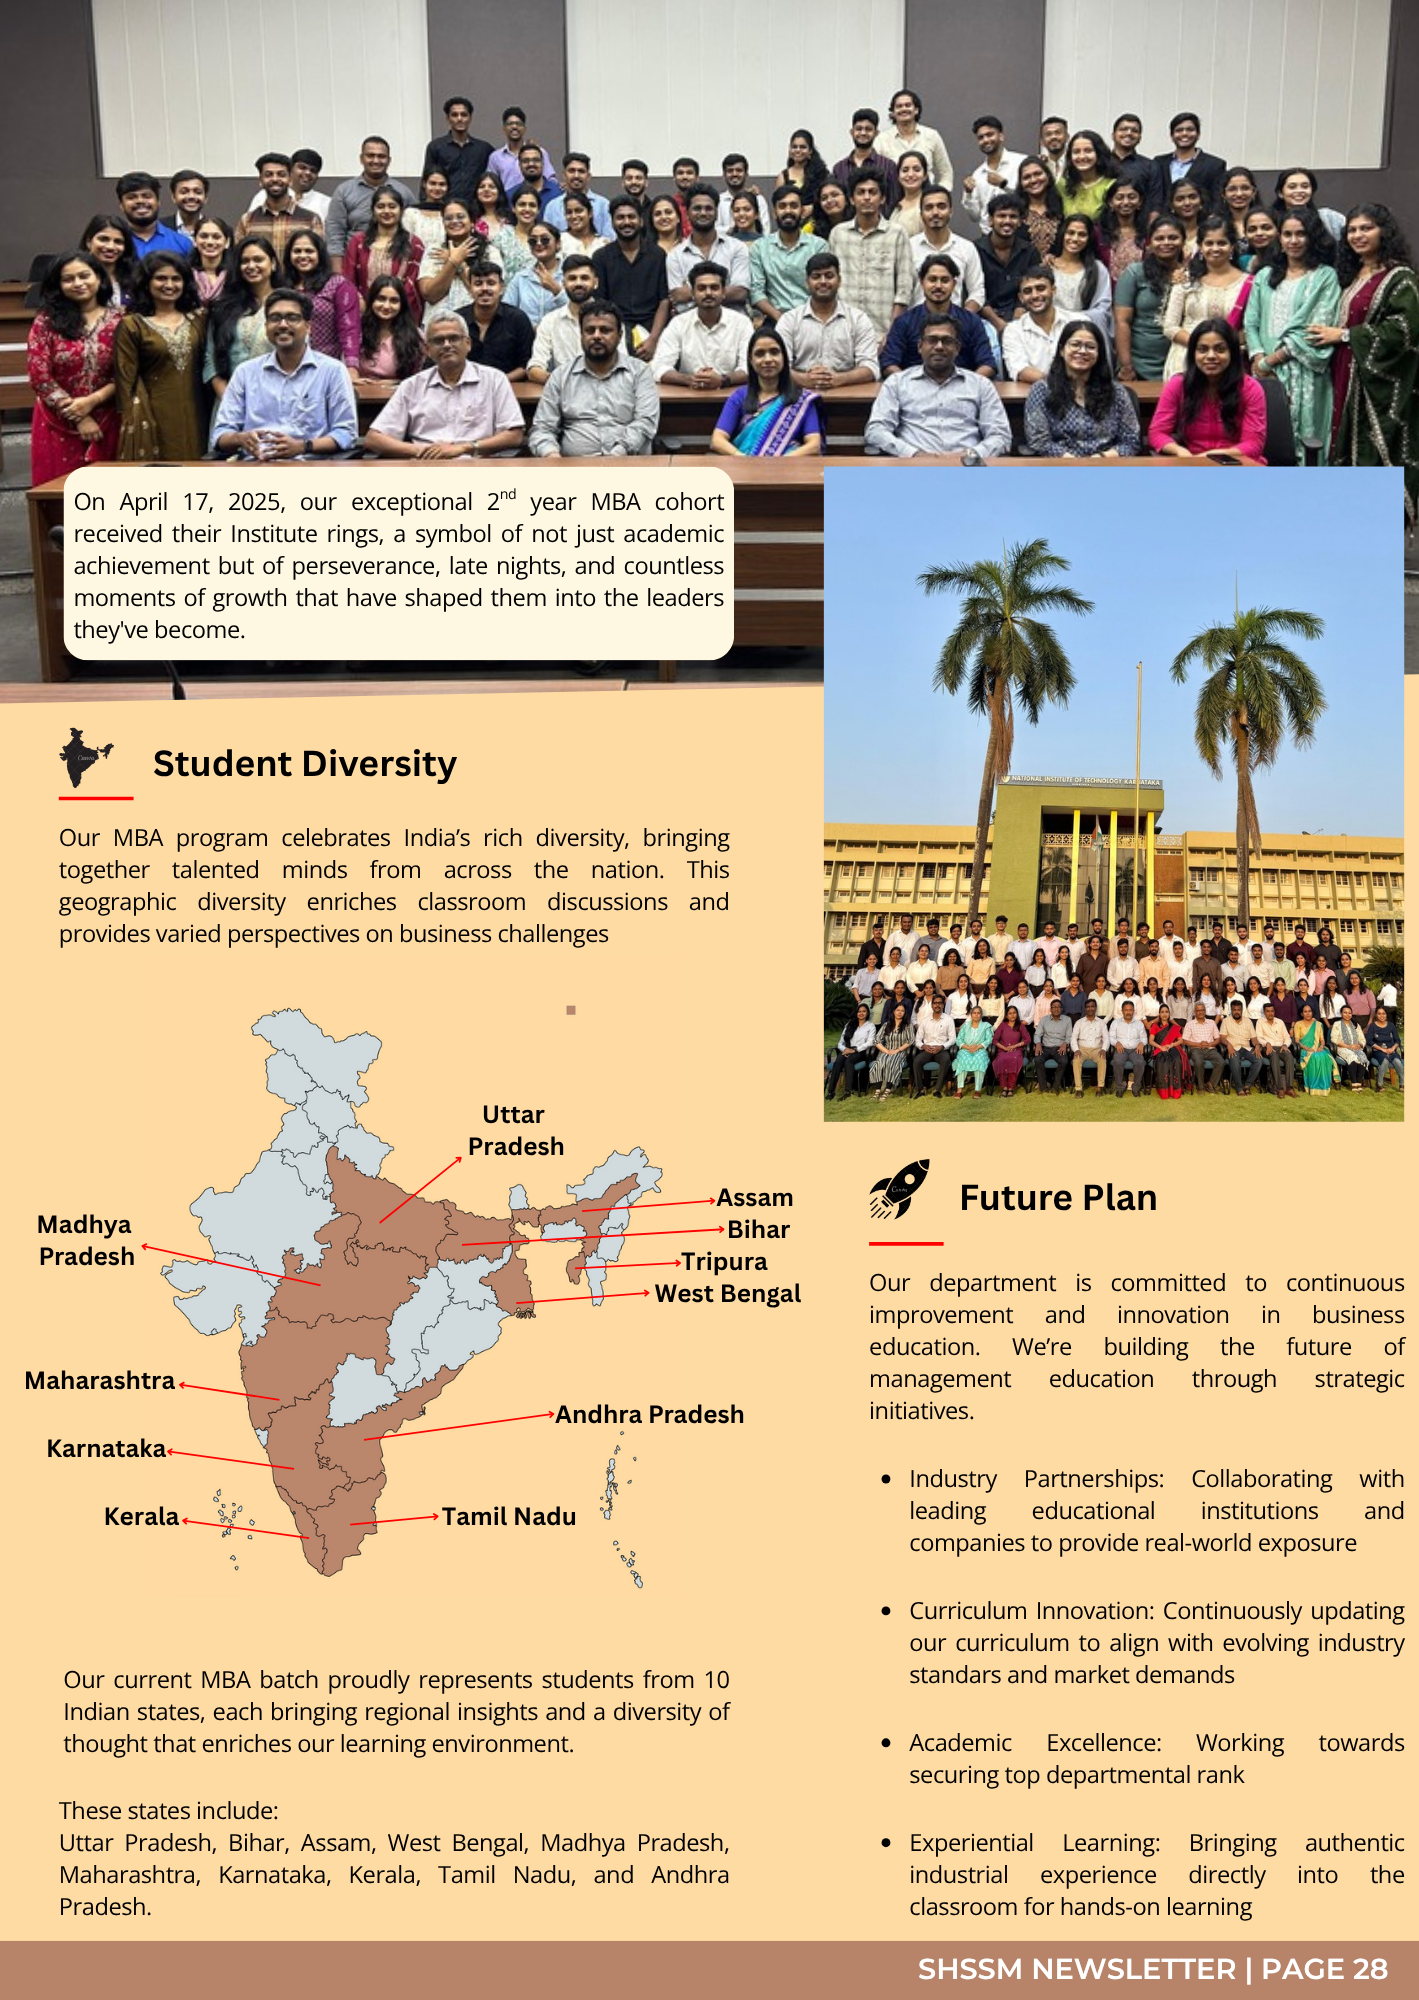 On April 17, 2025, our exceptional 2nd year MBA cohort
received their Institute rings, a symbol of not just academic
achievement but of perseverance, late nights, and countless
moments of growth that have shaped them into the leaders
they've become.
NATIONAL INSTITUTE OF TECHNOLOGY KARNATAKA
Student Diversity
Our MBA program celebrates India’s rich diversity, bringing
together talented minds from across the nation. This
geographic diversity enriches classroom discussions and
provides varied perspectives on business challenges
Uttar
Pradesh
Assam
Bihar
Tripura
West Bengal
Madhya
Pradesh
Maharashtra
Andhra Pradesh
Karnataka
Kerala
Tamil Nadu
Our current MBA batch proudly represents students from 10
Indian states, each bringing regional insights and a diversity of
thought that enriches our learning environment.
These states include:
Uttar Pradesh, Bihar, Assam, West Bengal, Madhya Pradesh,
Maharashtra, Karnataka, Kerala, Tamil Nadu, and Andhra
Pradesh.
Future Plan
Our department is committed to continuous
improvement and innovation in business
education. We’re building the future of
management education through strategic
initiatives.
• Industry Partnerships: Collaborating with
leading educational institutions and
companies to provide real-world exposure
• Curriculum Innovation: Continuously updating
our curriculum to align with evolving industry
standars and market demands
• Academic Excellence: Working towards
securing top departmental rank
• Experiential Learning: Bringing authentic
industrial experience directly into the
classroom for hands-on learning
SHSSM NEWSLETTER | PAGE 28